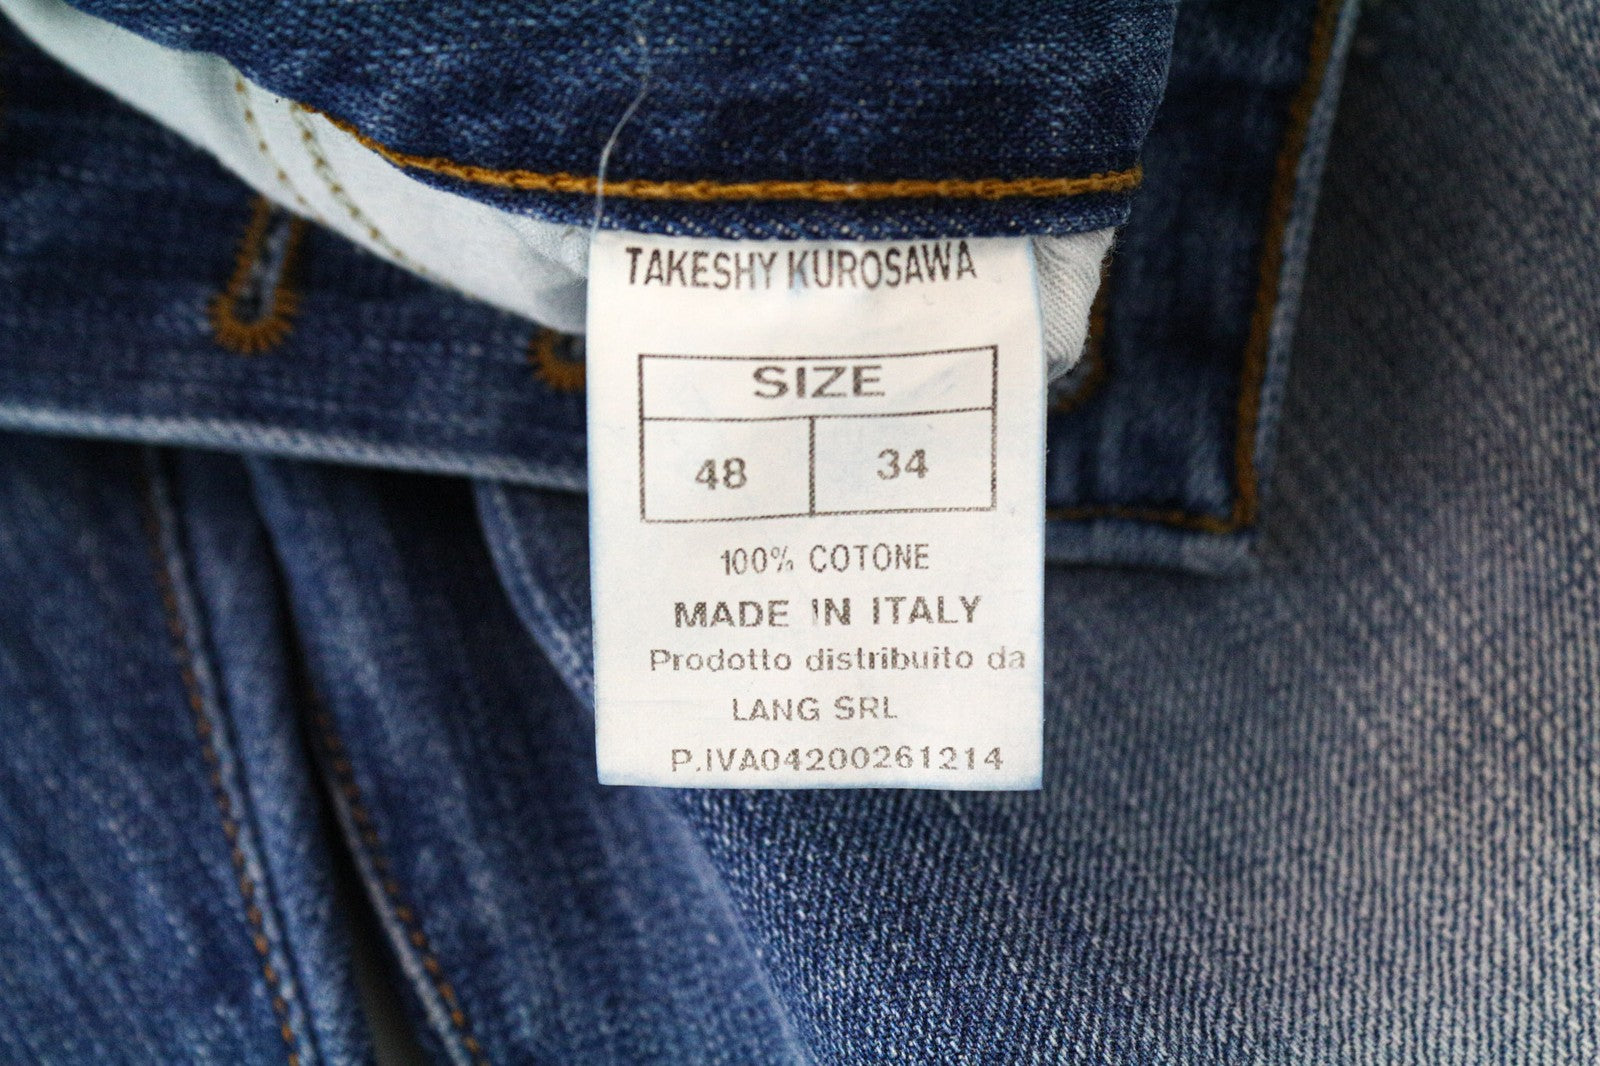 TAKESHY KUROSAWA
SIZE
48 34
100% COTONE
MADE IN ITALY
Prodotto distribuito da
LANG SRL
P.IVA04200261214